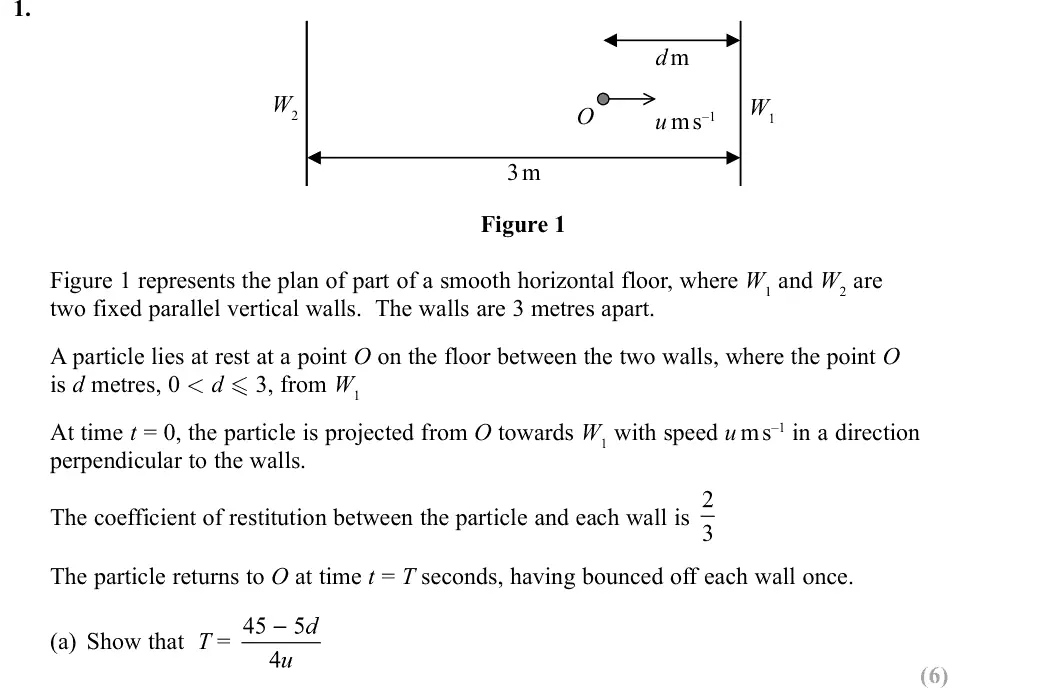 1.
d m
W₂
O
u m s⁻¹
W₁
3 m
Figure 1
Figure 1 represents the plan of part of a smooth horizontal floor, where W₁ and W₂ are
two fixed parallel vertical walls. The walls are 3 metres apart.
A particle lies at rest at a point O on the floor between the two walls, where the point O
is d metres, 0 < d ⩽ 3, from W₁
At time t = 0, the particle is projected from O towards W₁ with speed u m s⁻¹ in a direction
perpendicular to the walls.
The coefficient of restitution between the particle and each wall is 2/3
The particle returns to O at time t = T seconds, having bounced off each wall once.
(a) Show that T = (45 − 5d)/(4u)
(6)